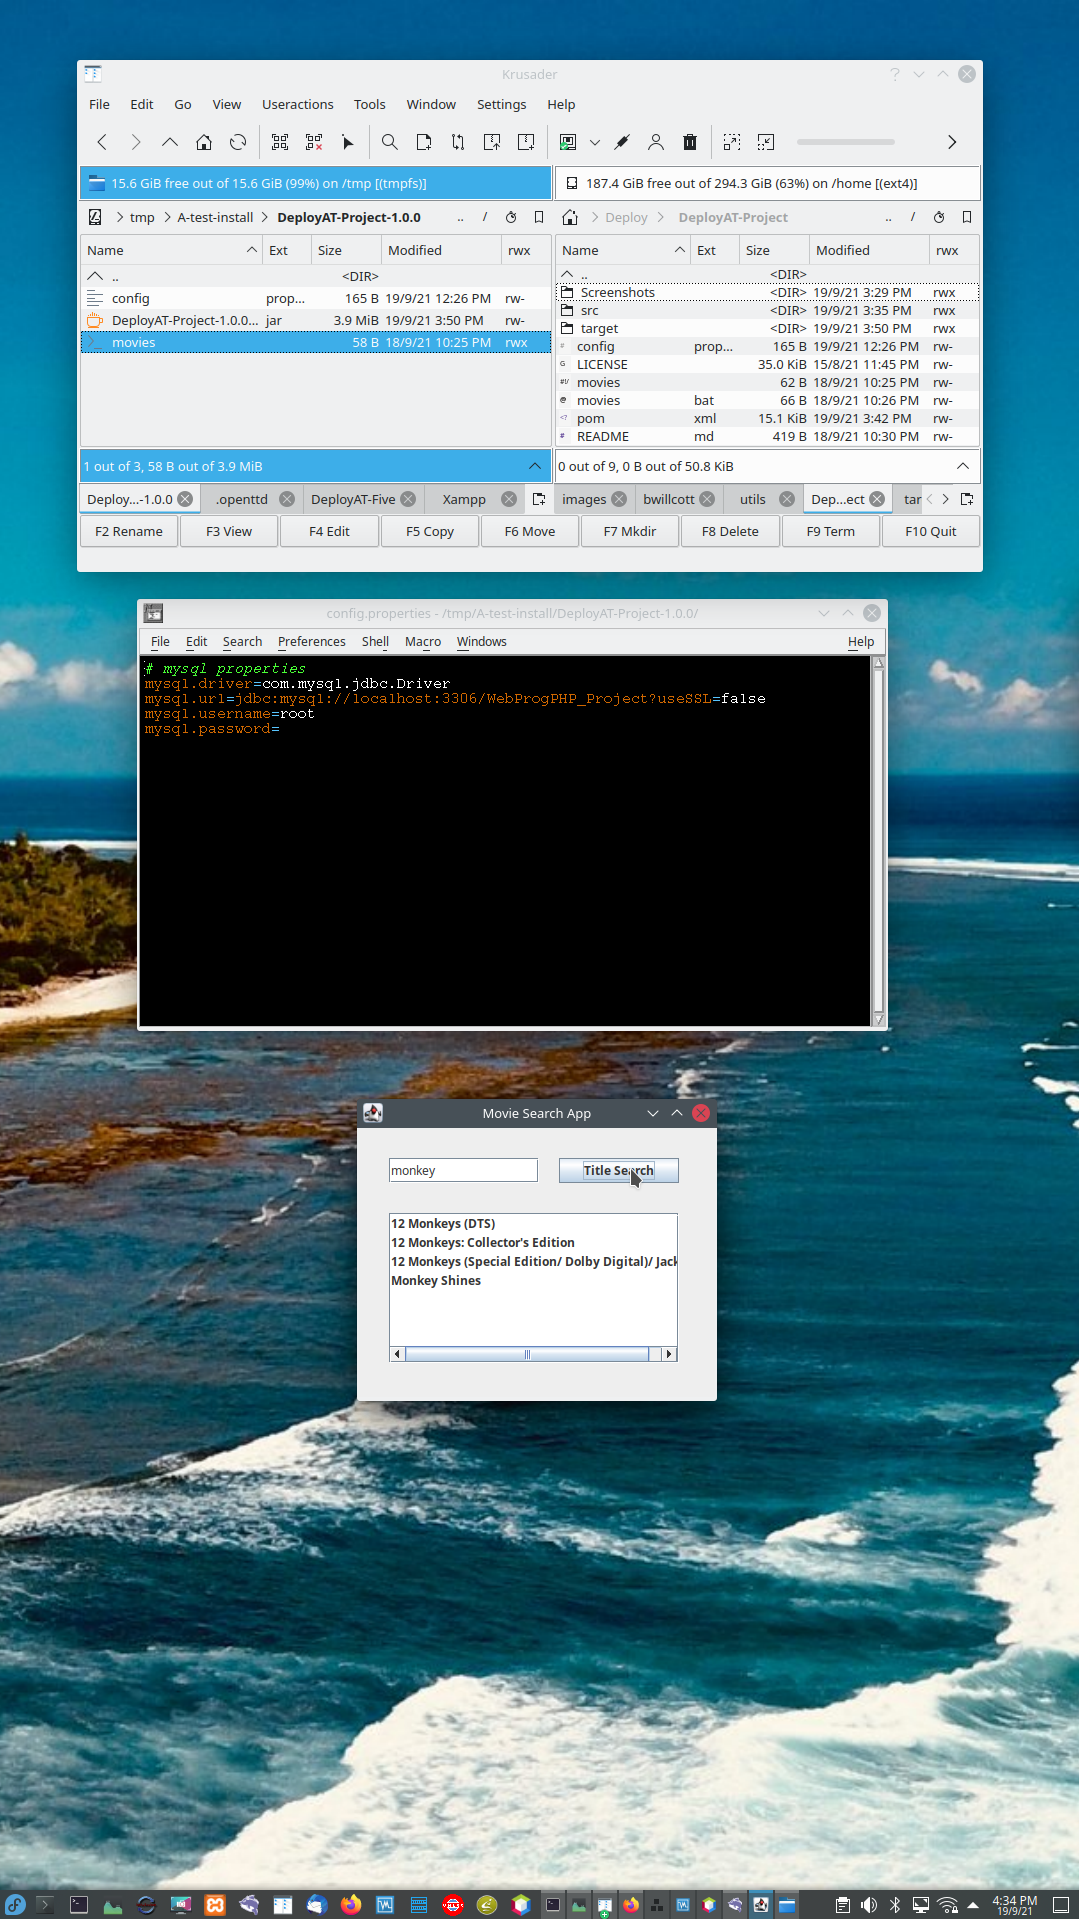 Krusader
File Edit Go View Useractions Tools Window Settings Help
15.6 GiB free out of 15.6 GiB (99%) on /tmp [(tmpfs)]
187.4 GiB free out of 294.3 GiB (63%) on /home [(ext4)]
tmp A-test-install DeployAT-Project-1.0.0 .. /
Deploy DeployAT-Project .. /
Name Ext Size Modified rwx
.. <DIR>
config prop... 165 B 19/9/21 12:26 PM rw-
DeployAT-Project-1.0.0... jar 3.9 MiB 19/9/21 3:50 PM rw-
movies 58 B 18/9/21 10:25 PM rwx
Name Ext Size Modified rwx
.. <DIR>
Screenshots <DIR> 19/9/21 3:29 PM rwx
src <DIR> 19/9/21 3:35 PM rwx
target <DIR> 19/9/21 3:50 PM rwx
config prop... 165 B 19/9/21 12:26 PM rw-
LICENSE 35.0 KiB 15/8/21 11:45 PM rw-
movies 62 B 18/9/21 10:25 PM rw-
movies bat 66 B 18/9/21 10:26 PM rw-
pom xml 15.1 KiB 19/9/21 3:42 PM rw-
README md 419 B 18/9/21 10:30 PM rw-
1 out of 3, 58 B out of 3.9 MiB
0 out of 9, 0 B out of 50.8 KiB
Deploy...-1.0.0 .openttd DeployAT-Five Xampp
images bwillcott utils Dep...ect tar
F2 Rename F3 View F4 Edit F5 Copy F6 Move F7 Mkdir F8 Delete F9 Term F10 Quit
config.properties - /tmp/A-test-install/DeployAT-Project-1.0.0/
File Edit Search Preferences Shell Macro Windows Help
# mysql properties
mysql.driver=com.mysql.jdbc.Driver
mysql.url=jdbc:mysql://localhost:3306/WebProgPHP_Project?useSSL=false
mysql.username=root
mysql.password=
Movie Search App
monkey Title Search
12 Monkeys (DTS)
12 Monkeys: Collector's Edition
12 Monkeys (Special Edition/ Dolby Digital)/ Jack
Monkey Shines
4:34 PM
19/9/21